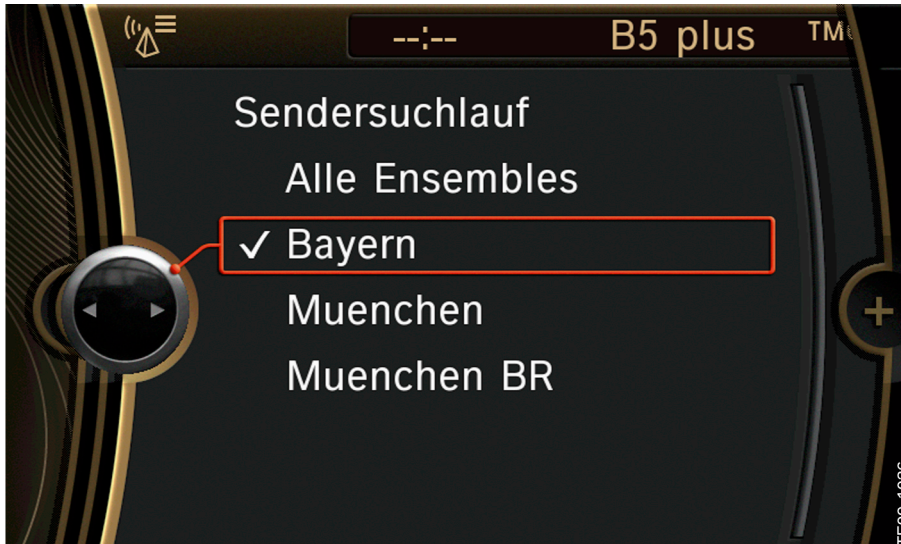 --:-- B5 plus TM
Sendersuchlauf
Alle Ensembles
✓ Bayern
Muenchen
Muenchen BR